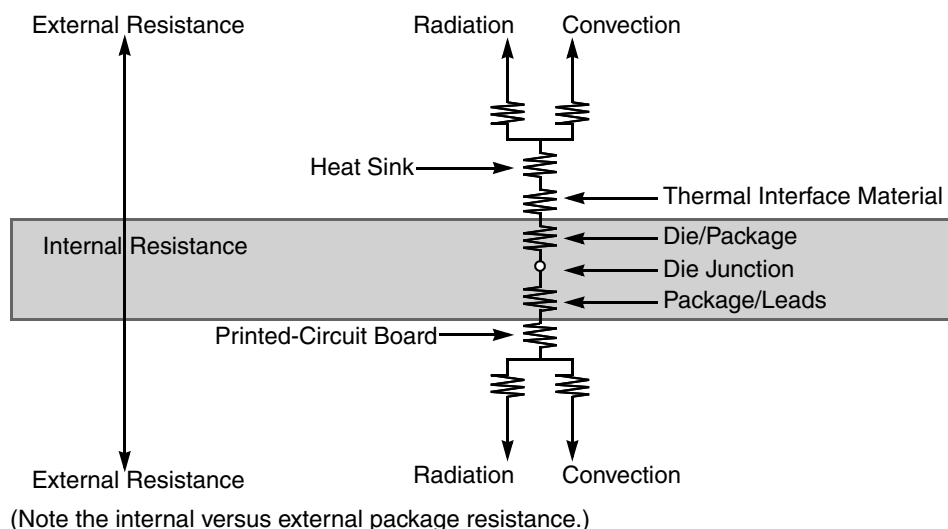 External Resistance
Radiation
Convection
Heat Sink
Thermal Interface Material
Internal Resistance
Die/Package
Die Junction
Package/Leads
Printed-Circuit Board
External Resistance
Radiation
Convection
(Note the internal versus external package resistance.)